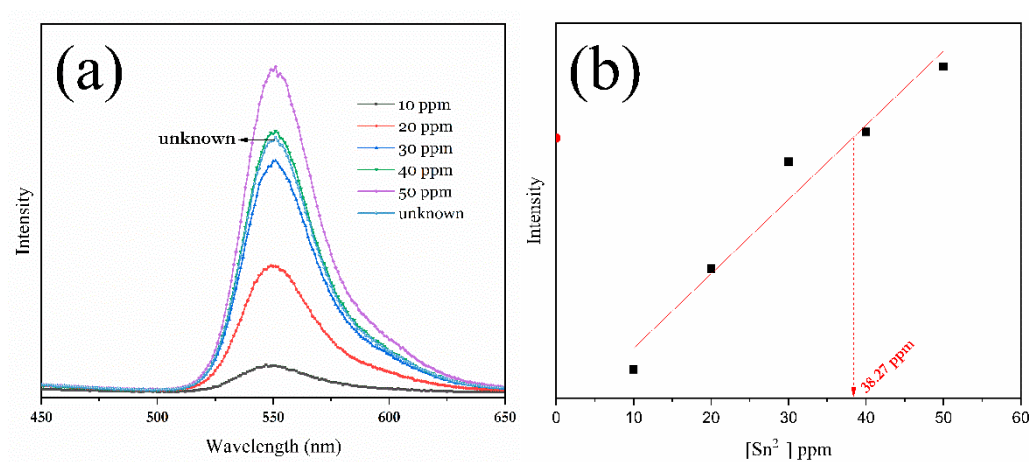 (a)
unknown
10 ppm
20 ppm
30 ppm
40 ppm
50 ppm
unknown
Intensity
450
500
550
600
650
Wavelength (nm)
(b)
Intensity
38.27 ppm
0
10
20
30
40
50
60
[Sn² ] ppm